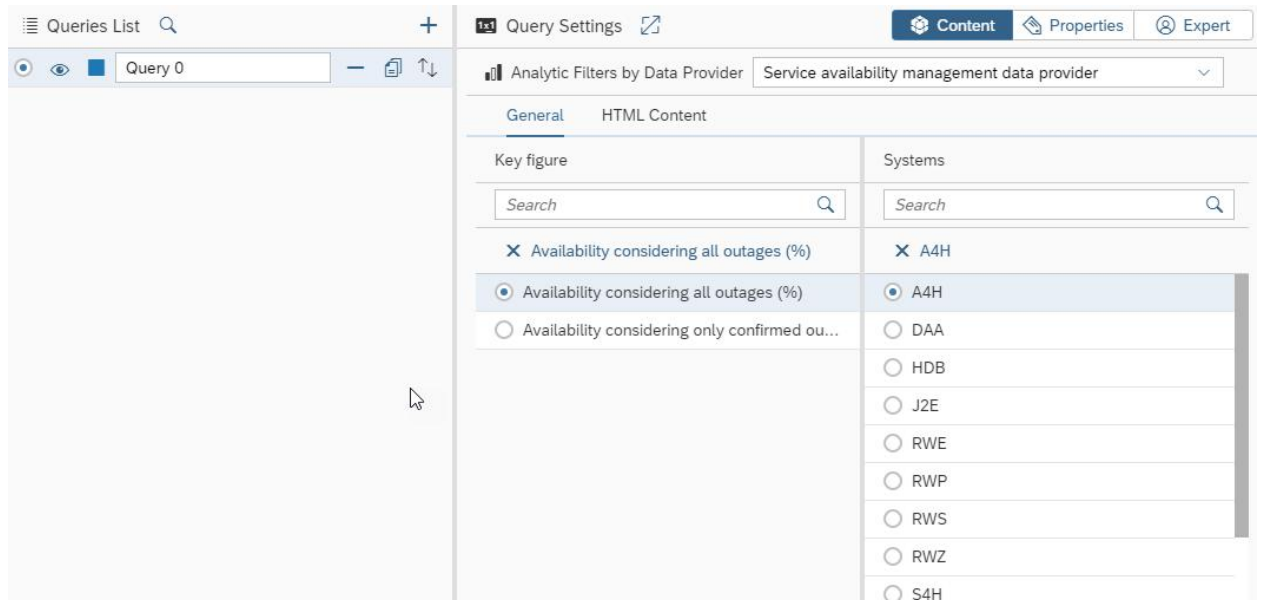 Queries List
Query 0
1x1 Query Settings
Content
Properties
Expert
Analytic Filters by Data Provider
Service availability management data provider
General
HTML Content
Key figure
Search
Availability considering all outages (%)
Availability considering all outages (%)
Availability considering only confirmed ou...
Systems
Search
A4H
A4H
DAA
HDB
J2E
RWE
RWP
RWS
RWZ
S4H